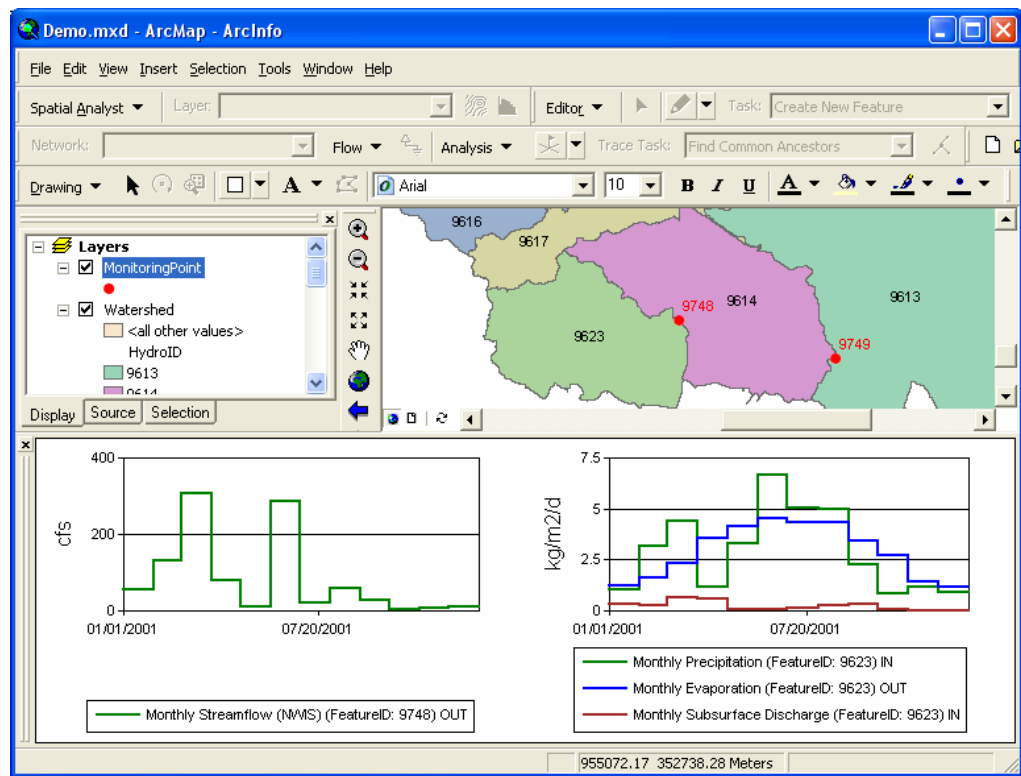 Demo.mxd - ArcMap - ArcInfo
File Edit View Insert Selection Tools Window Help
Spatial Analyst Layer: Editor Task: Create New Feature
Network: Flow Analysis Trace Task: Find Common Ancestors
Drawing A Arial 10 B I U A
Layers
MonitoringPoint
Watershed
<all other values>
HydroID
9613
9614
Display Source Selection
9616
9617
9623
9748
9614
9613
9749
400
200
0
cfs
01/01/2001 07/20/2001
Monthly Streamflow (NWIS) (FeatureID: 9748) OUT
7.5
5
2.5
0
kg/m2/d
01/01/2001 07/20/2001
Monthly Precipitation (FeatureID: 9623) IN
Monthly Evaporation (FeatureID: 9623) OUT
Monthly Subsurface Discharge (FeatureID: 9623) IN
955072.17 352738.28 Meters